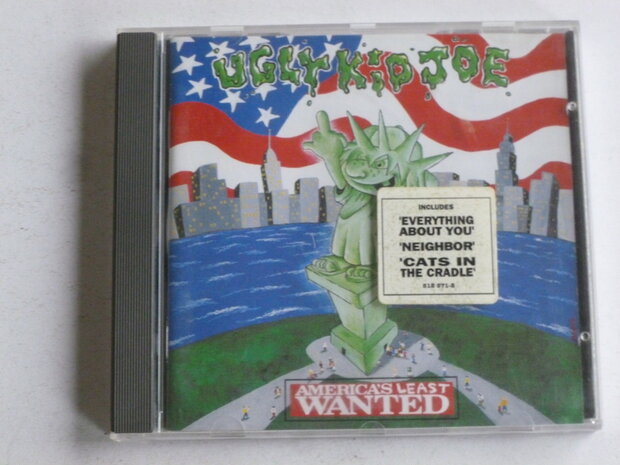 UGLY KID JOE
INCLUDES
'EVERYTHING
ABOUT YOU'
'NEIGHBOR'
'CATS IN
THE CRADLE'
AMERICA'S LEAST
WANTED